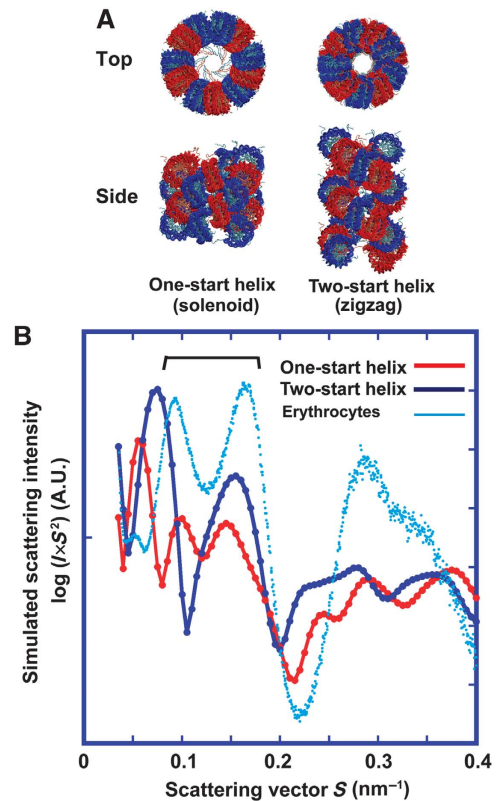 A
Top
Side
One-start helix
(solenoid)
Two-start helix
(zigzag)
B
One-start helix
Two-start helix
Erythrocytes
Simulated scattering intensity
log (I×S²) (A.U.)
0
0.1
0.2
0.3
0.4
Scattering vector S (nm⁻¹)